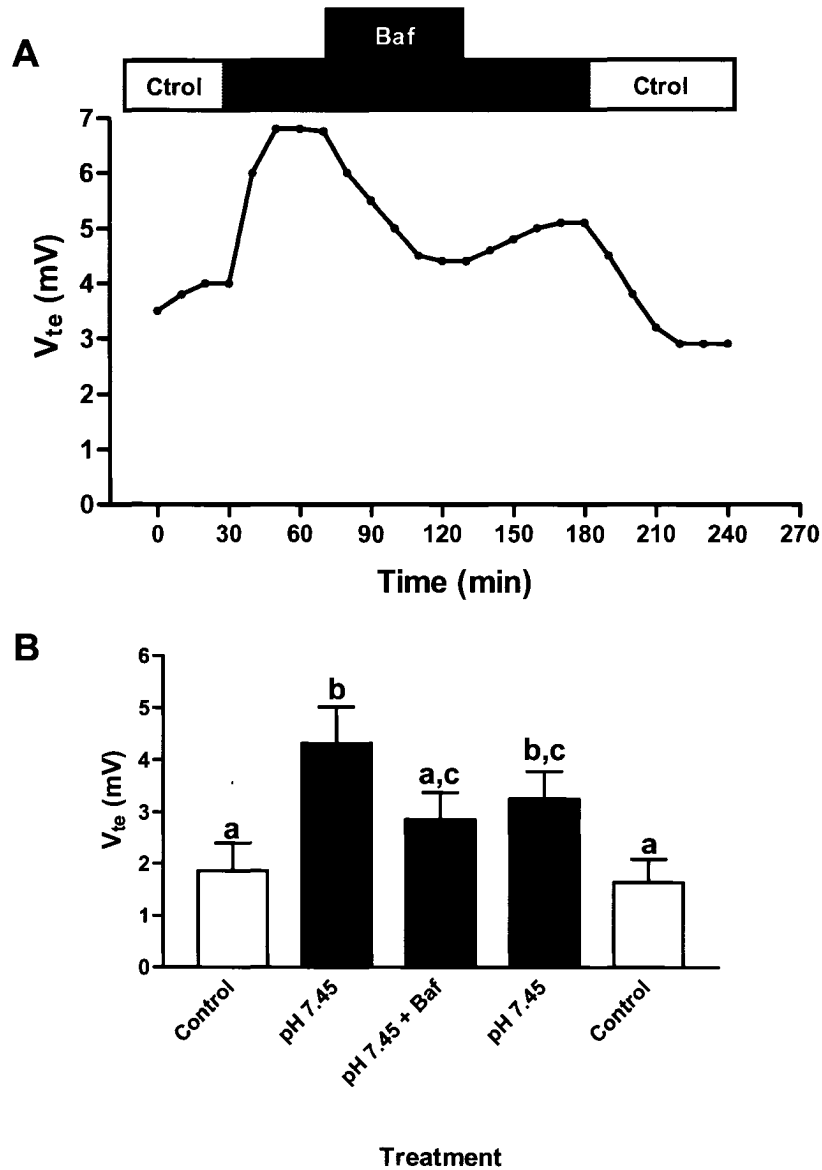 A
Baf
Ctrol Ctrol
7
6
5
4
3
2
1
0
Vte (mV)
0 30 60 90 120 150 180 210 240 270
Time (min)
B
6
5
4
3
2
1
0
Vte (mV)
a b a,c b,c a
Control pH 7.45 pH 7.45 + Baf pH 7.45 Control
Treatment